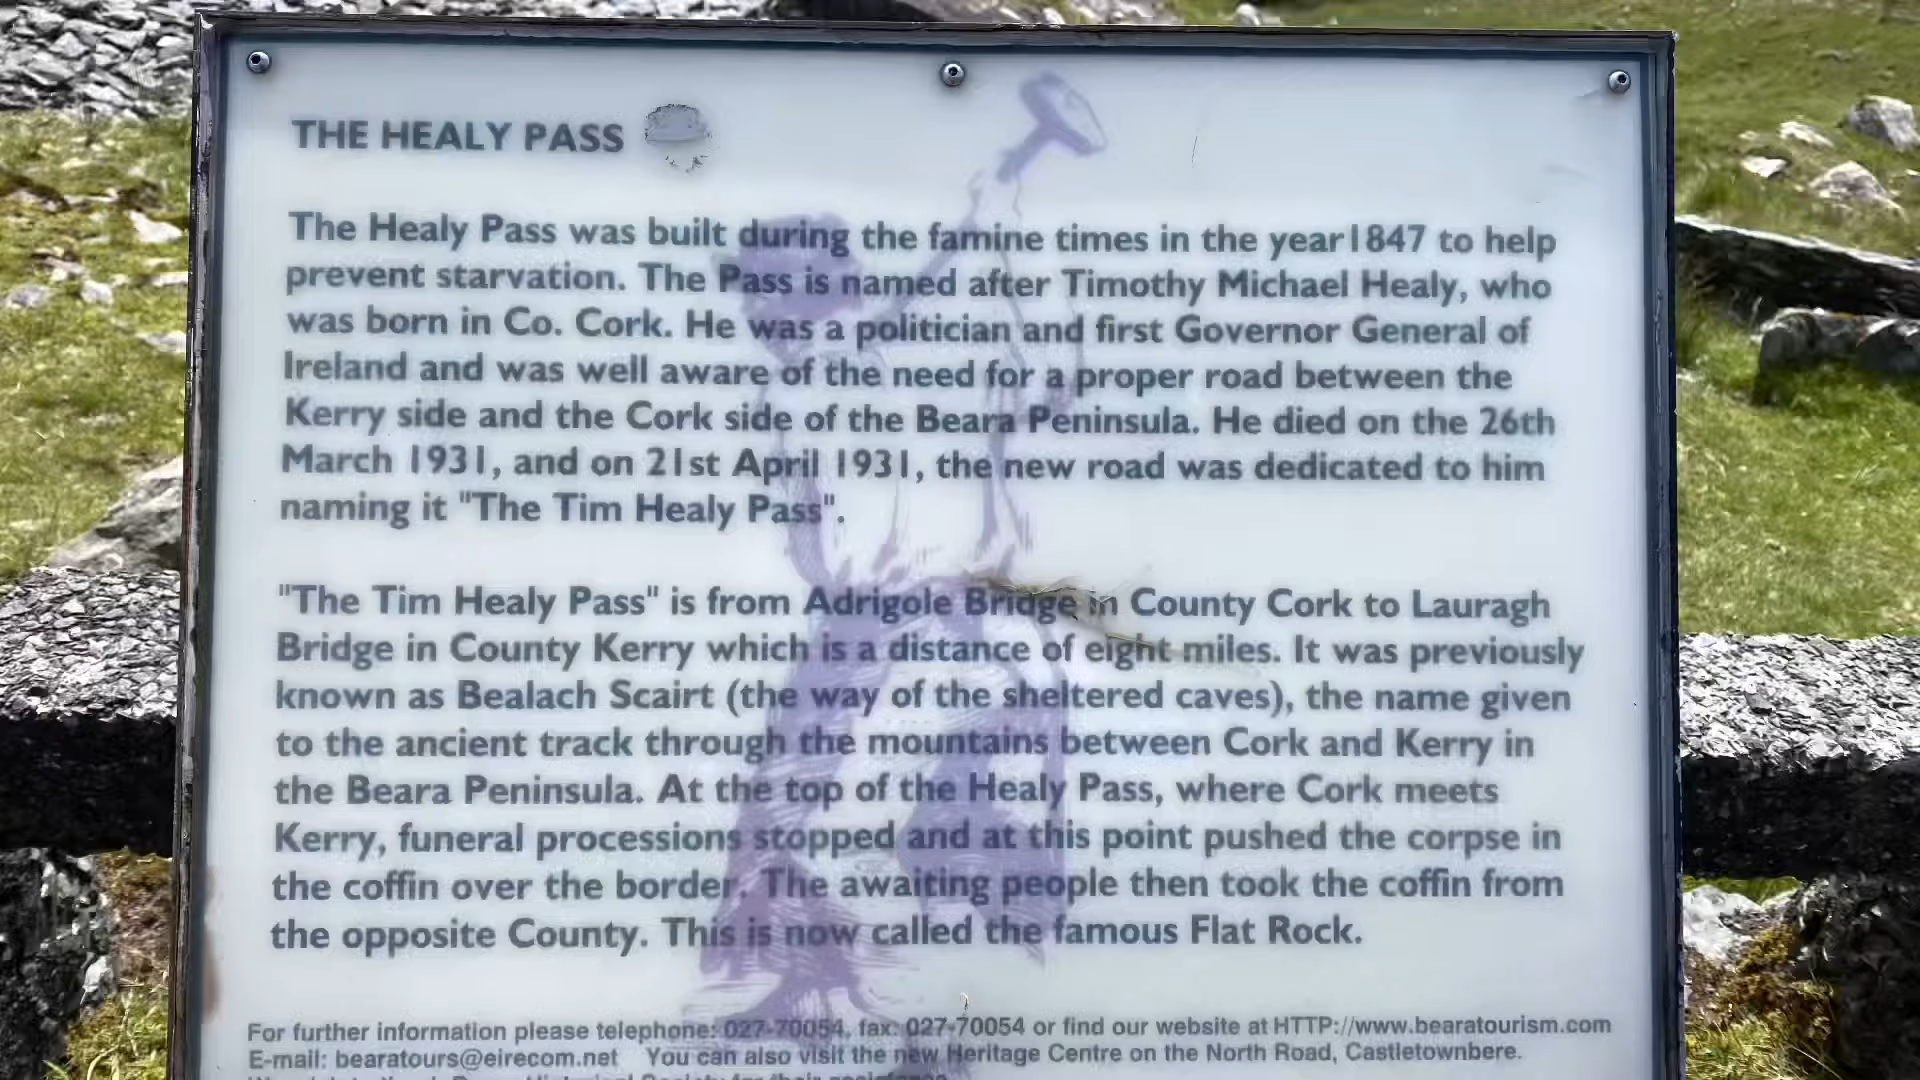 THE HEALY PASS
The Healy Pass was built during the famine times in the year1847 to help
prevent starvation. The Pass is named after Timothy Michael Healy, who
was born in Co. Cork. He was a politician and first Governor General of
Ireland and was well aware of the need for a proper road between the
Kerry side and the Cork side of the Beara Peninsula. He died on the 26th
March 1931, and on 21st April 1931, the new road was dedicated to him
naming it "The Tim Healy Pass".
"The Tim Healy Pass" is from Adrigole Bridge in County Cork to Lauragh
Bridge in County Kerry which is a distance of eight miles. It was previously
known as Bealach Scairt (the way of the sheltered caves), the name given
to the ancient track through the mountains between Cork and Kerry in
the Beara Peninsula. At the top of the Healy Pass, where Cork meets
Kerry, funeral processions stopped and at this point pushed the corpse in
the coffin over the border. The awaiting people then took the coffin from
the opposite County. This is now called the famous Flat Rock.
For further information please telephone: 027-70054, fax: 027-70054 or find our website at HTTP://www.bearatourism.com
E-mail: bearatours@eirecom.net You can also visit the new Heritage Centre on the North Road, Castletownbere.